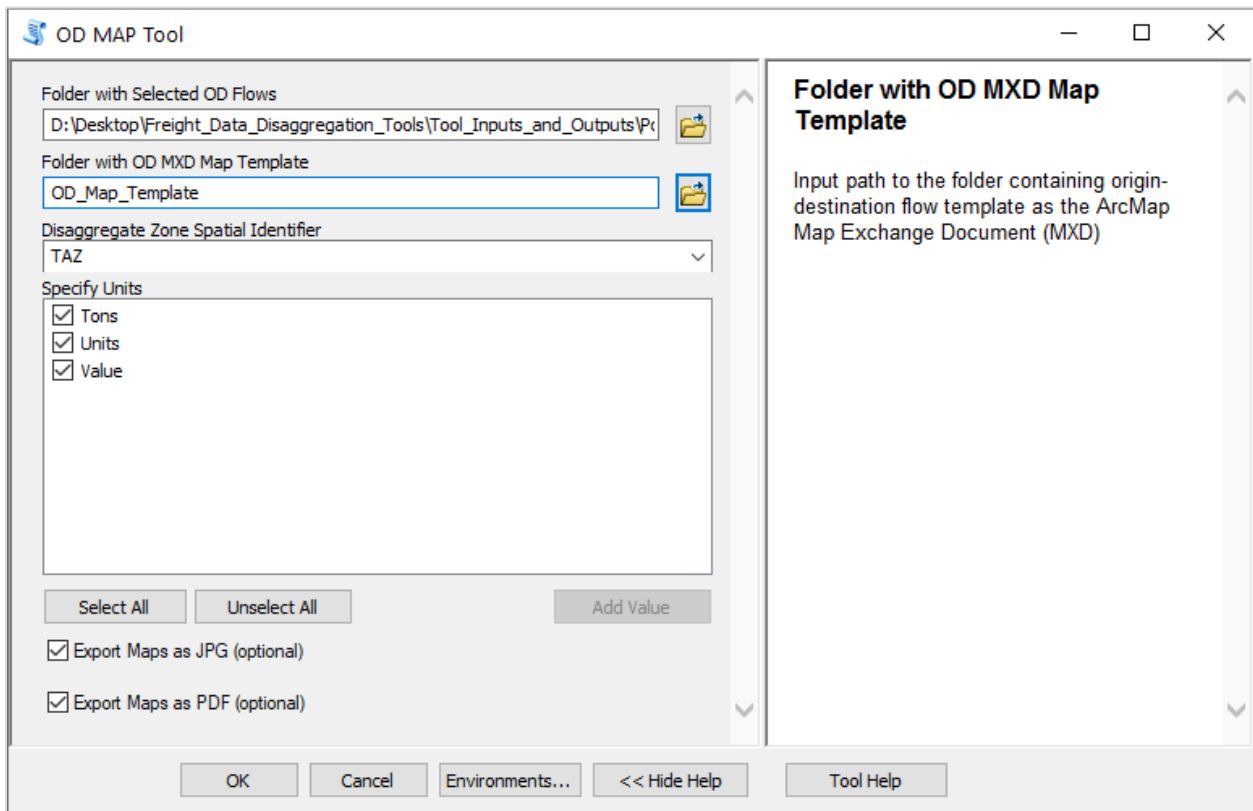 OD MAP Tool
Folder with Selected OD Flows
D:\Desktop\Freight_Data_Disaggregation_Tools\Tool_Inputs_and_Outputs\Po
Folder with OD MXD Map Template
OD_Map_Template
Disaggregate Zone Spatial Identifier
TAZ
Specify Units
Tons
Units
Value
Select All
Unselect All
Add Value
Export Maps as JPG (optional)
Export Maps as PDF (optional)
Folder with OD MXD Map
Template
Input path to the folder containing origin-
destination flow template as the ArcMap
Map Exchange Document (MXD)
OK
Cancel
Environments...
<< Hide Help
Tool Help